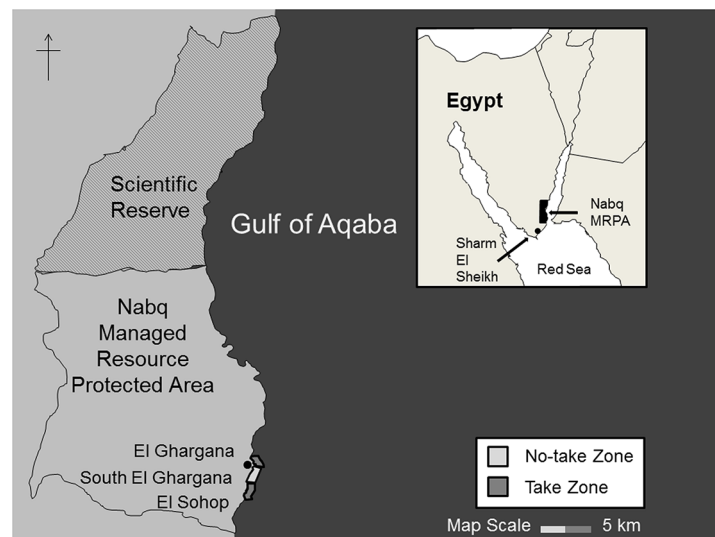 Egypt
Nabq
MRPA
Sharm
El
Sheikh
Red Sea
Scientific
Reserve
Gulf of Aqaba
Nabq
Managed
Resource
Protected Area
El Ghargana
South El Ghargana
El Sohop
No-take Zone
Take Zone
Map Scale 5 km